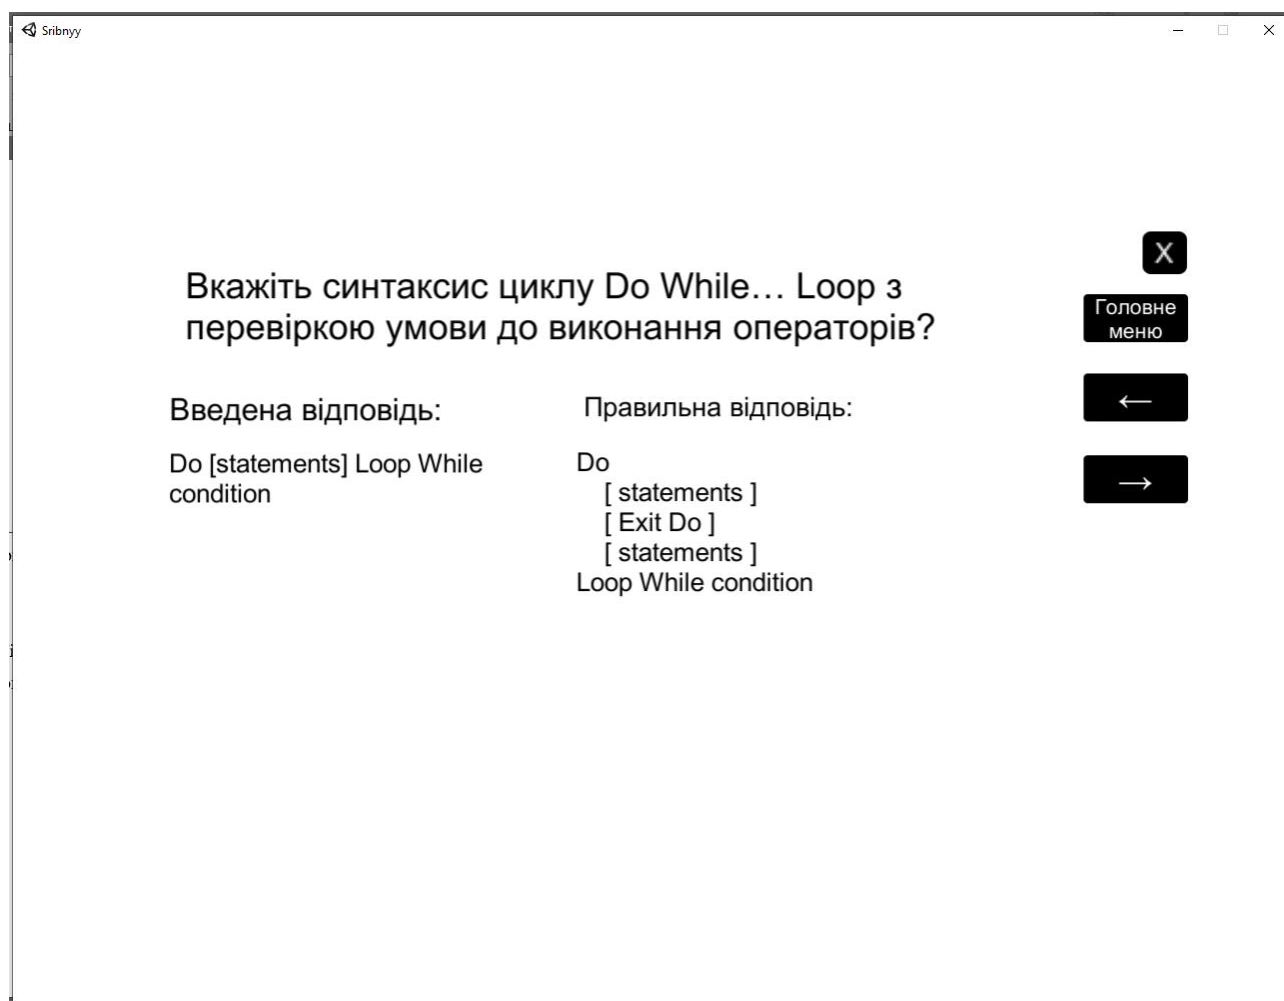 Sribnyy
X
Вкажіть синтаксис циклу Do While… Loop з
перевіркою умови до виконання операторів?
Головне
меню
←
→
Введена відповідь:
Do [statements] Loop While
condition
Правильна відповідь:
Do
[ statements ]
[ Exit Do ]
[ statements ]
Loop While condition